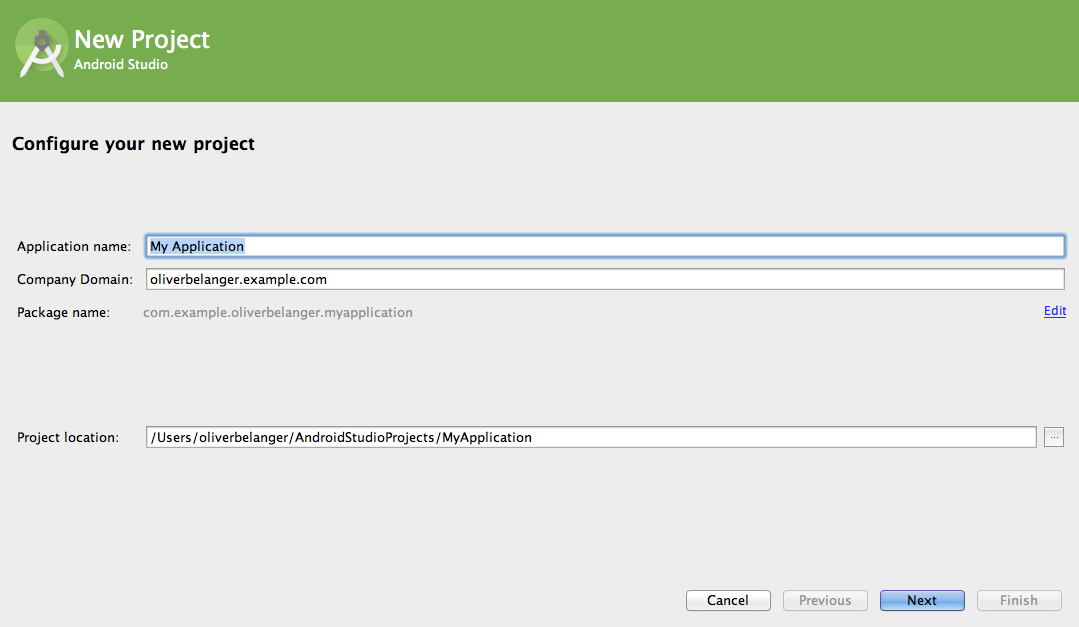 New Project
Android Studio
Configure your new project
Application name: My Application
Company Domain: oliverbelanger.example.com
Package name: com.example.oliverbelanger.myapplication Edit
Project location: /Users/oliverbelanger/AndroidStudioProjects/MyApplication ...
Cancel Previous Next Finish